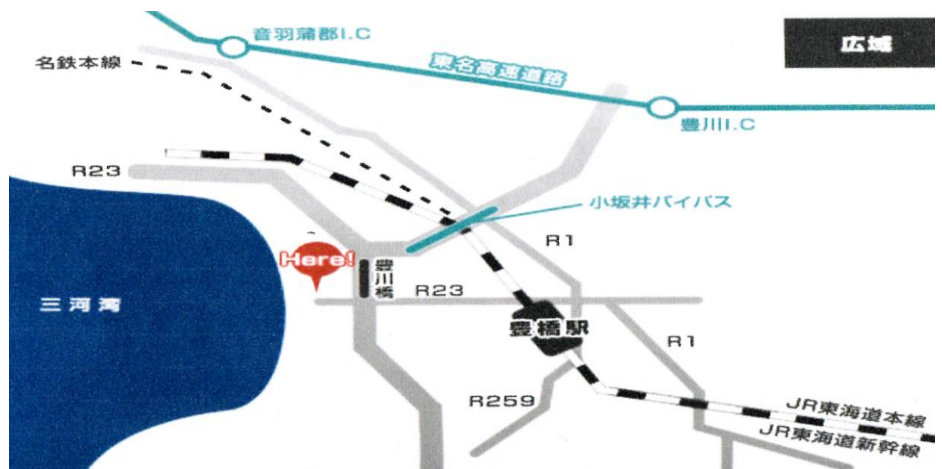 音羽蒲郡I.C
広域
名鉄本線
東名高速道路
豊川I.C
R23
小坂井バイパス
R1
Here!
豊川橋
R23
三河湾
豊橋駅
R1
R259
JR東海道本線
JR東海道新幹線